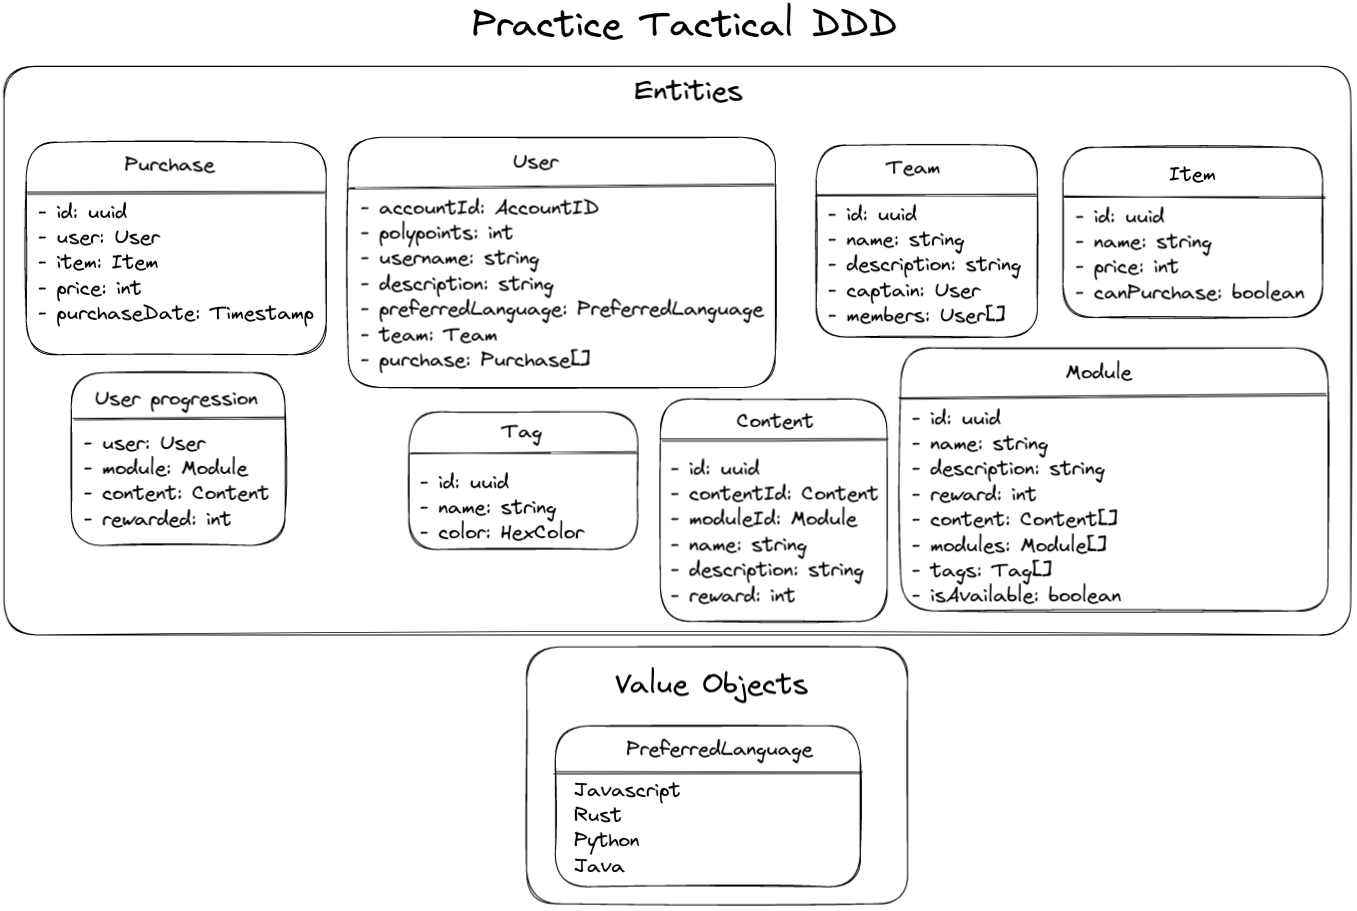 Practice Tactical DDD
Entities
Purchase
- id: uuid
- user: User
- item: Item
- price: int
- purchaseDate: Timestamp
User
- accountId: AccountID
- polypoints: int
- username: string
- description: string
- preferredLanguage: PreferredLanguage
- team: Team
- purchase: Purchase[]
Team
- id: uuid
- name: string
- description: string
- captain: User
- members: User[]
Item
- id: uuid
- name: string
- price: int
- canPurchase: boolean
User progression
- user: User
- module: Module
- content: Content
- rewarded: int
Tag
- id: uuid
- name: string
- color: HexColor
Content
- id: uuid
- contentId: Content
- moduleId: Module
- name: string
- description: string
- reward: int
Module
- id: uuid
- name: string
- description: string
- reward: int
- content: Content[]
- modules: Module[]
- tags: Tag[]
- isAvailable: boolean
Value Objects
PreferredLanguage
Javascript
Rust
Python
Java